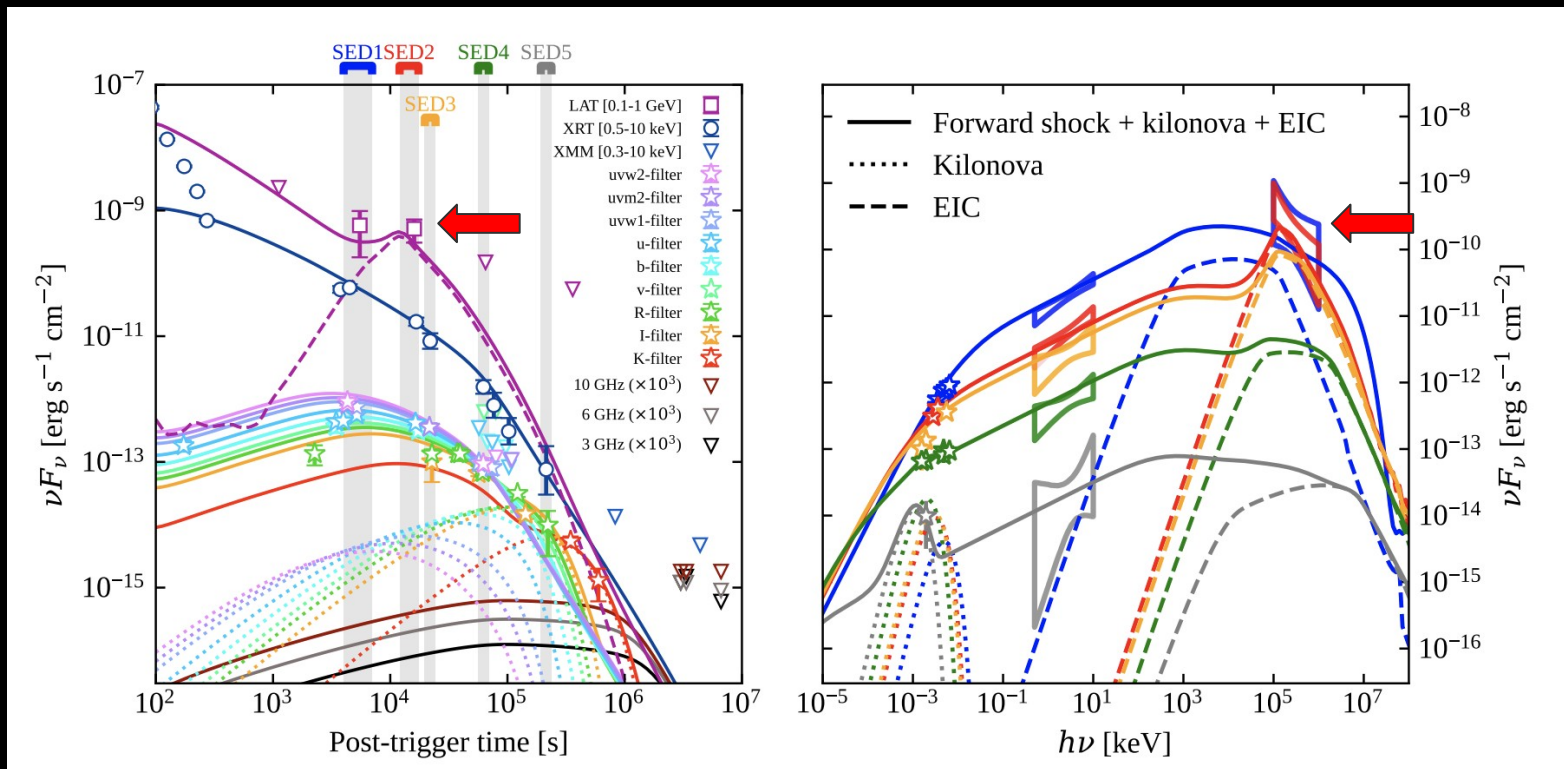 SED1 SED2 SED4 SED5
SED3
10⁻⁷
10⁻⁹
10⁻¹¹
10⁻¹³
10⁻¹⁵
νFν [erg s⁻¹ cm⁻²]
LAT [0.1-1 GeV]
XRT [0.5-10 keV]
XMM [0.3-10 keV]
uvw2-filter
uvm2-filter
uvw1-filter
u-filter
b-filter
v-filter
R-filter
I-filter
K-filter
10 GHz (×10³)
6 GHz (×10³)
3 GHz (×10³)
10² 10³ 10⁴ 10⁵ 10⁶ 10⁷
Post-trigger time [s]
Forward shock + kilonova + EIC
Kilonova
EIC
10⁻⁸
10⁻⁹
10⁻¹⁰
10⁻¹¹
10⁻¹²
10⁻¹³
10⁻¹⁴
10⁻¹⁵
10⁻¹⁶
νFν [erg s⁻¹ cm⁻²]
10⁻⁵ 10⁻³ 10⁻¹ 10¹ 10³ 10⁵ 10⁷
hν [keV]